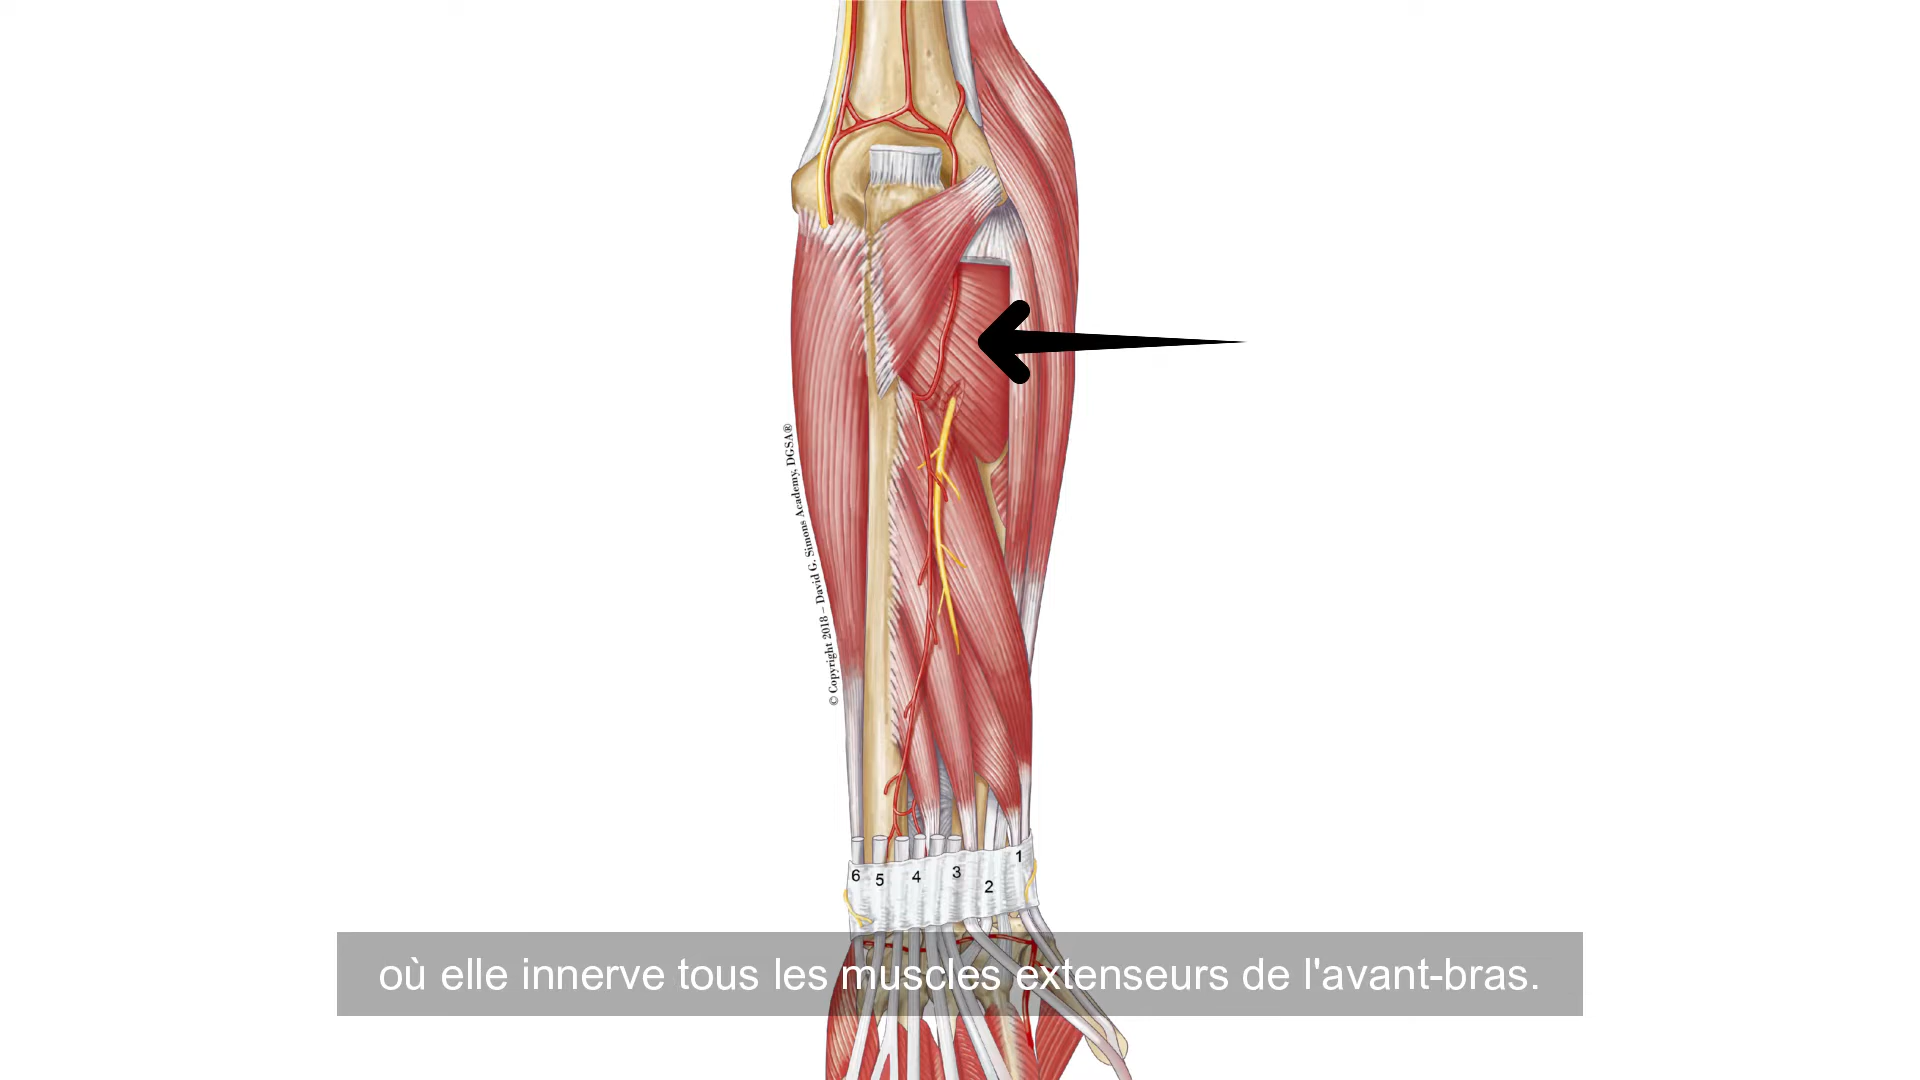 © Copyright 2018 – David G. Simons Academy, DGSA®
6 5 4 3 2 1
où elle innerve tous les muscles extenseurs de l'avant-bras.